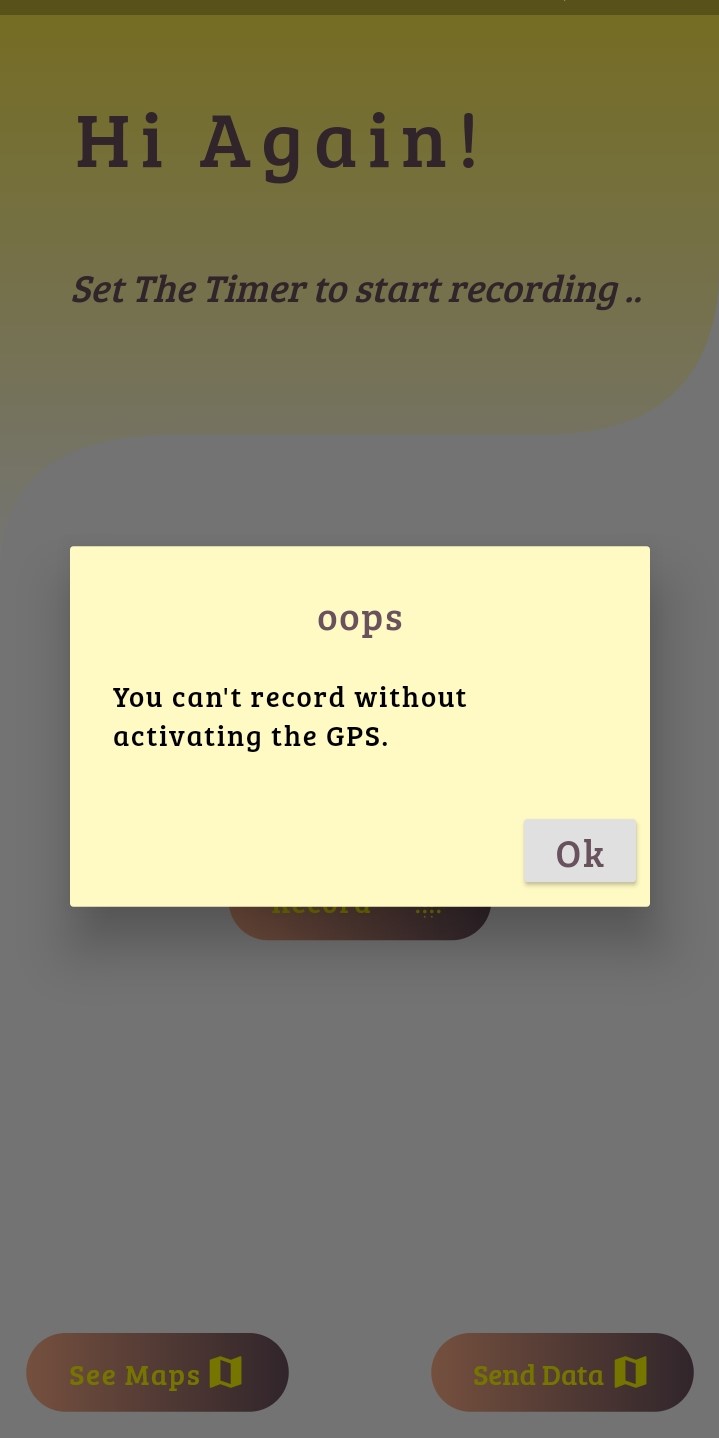 Hi Again!
Set The Timer to start recording ..
oops
You can't record without
activating the GPS.
Ok
Record
See Maps
Send Data